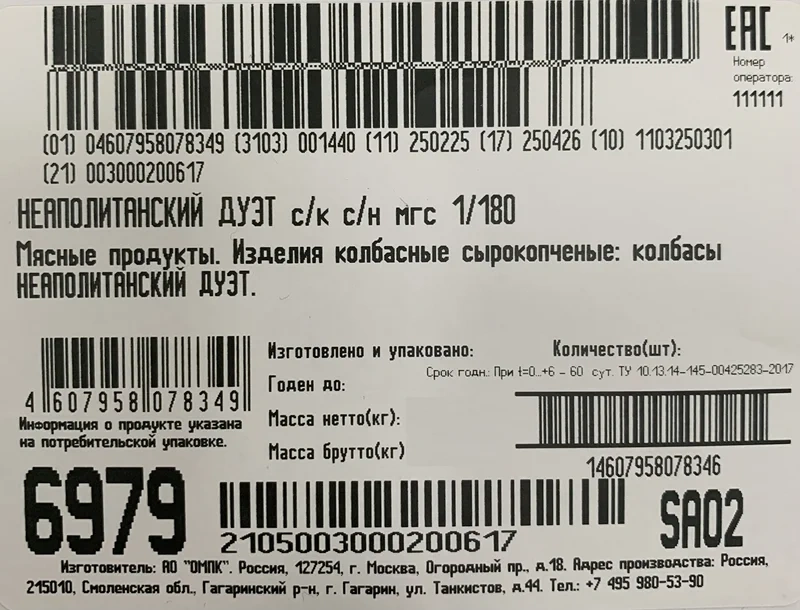 EAC 1*
Номер
оператора:
111111
(01) 04607958078349 (3103) 001440 (11) 250225 (17) 250426 (10) 1103250301
(21) 003000200617
НЕАПОЛИТАНСКИЙ ДУЭТ с/к с/н мгс 1/180
Мясные продукты. Изделия колбасные сырокопченые: колбасы
НЕАПОЛИТАНСКИЙ ДУЭТ.
Изготовлено и упаковано: Количество(шт):
Срок годн.: При t=0...+6 - 60 сут. ТУ 10.13.14-145-00425283-2017
Годен до:
Масса нетто(кг):
Масса брутто(кг)
4 607958 078349
Информация о продукте указана
на потребительской упаковке.
14607958078346
6979
2105003000200617
SA02
Изготовитель: АО "ОМПК". Россия, 127254, г. Москва, Огородный пр., д.18. Адрес производства: Россия,
215010, Смоленская обл., Гагаринский р-н, г. Гагарин, ул. Танкистов, д.44. Тел.: +7 495 980-53-90